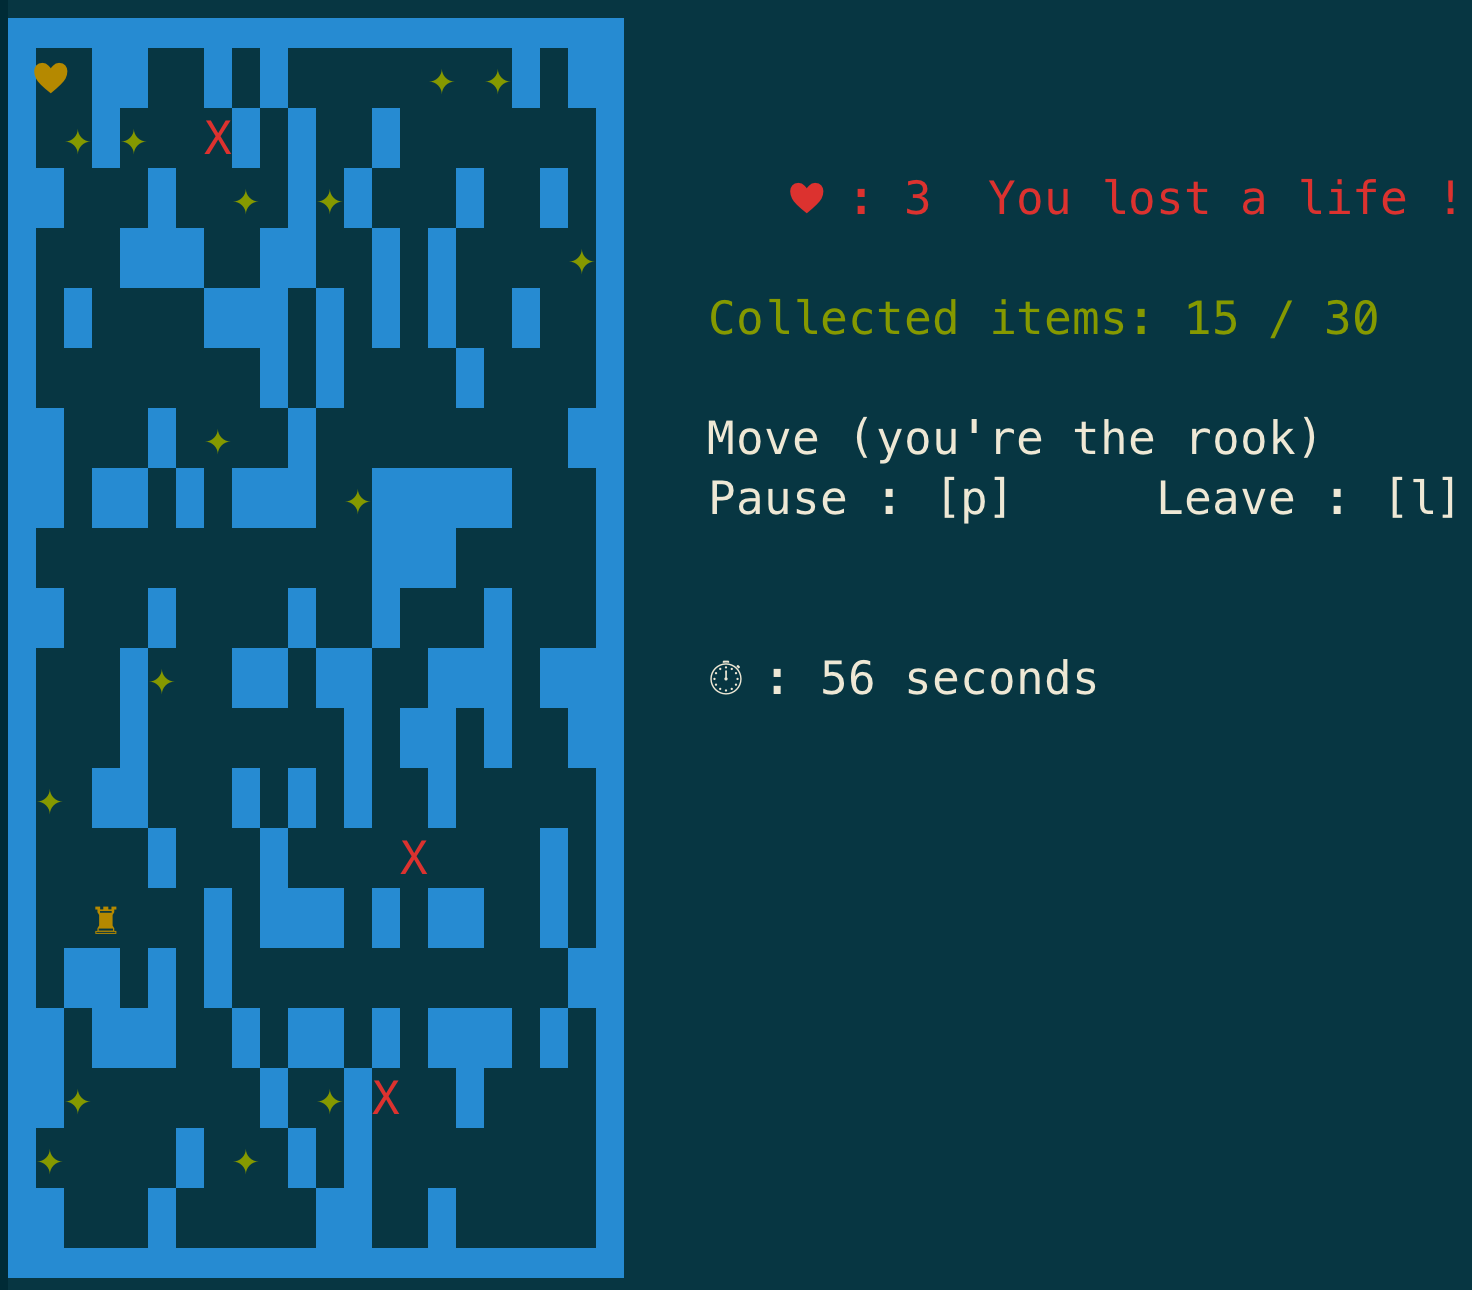 X
♥ : 3  You lost a life !
Collected items: 15 / 30
Move (you're the rook)
Pause : [p]     Leave : [l]
⏱ : 56 seconds
X
X